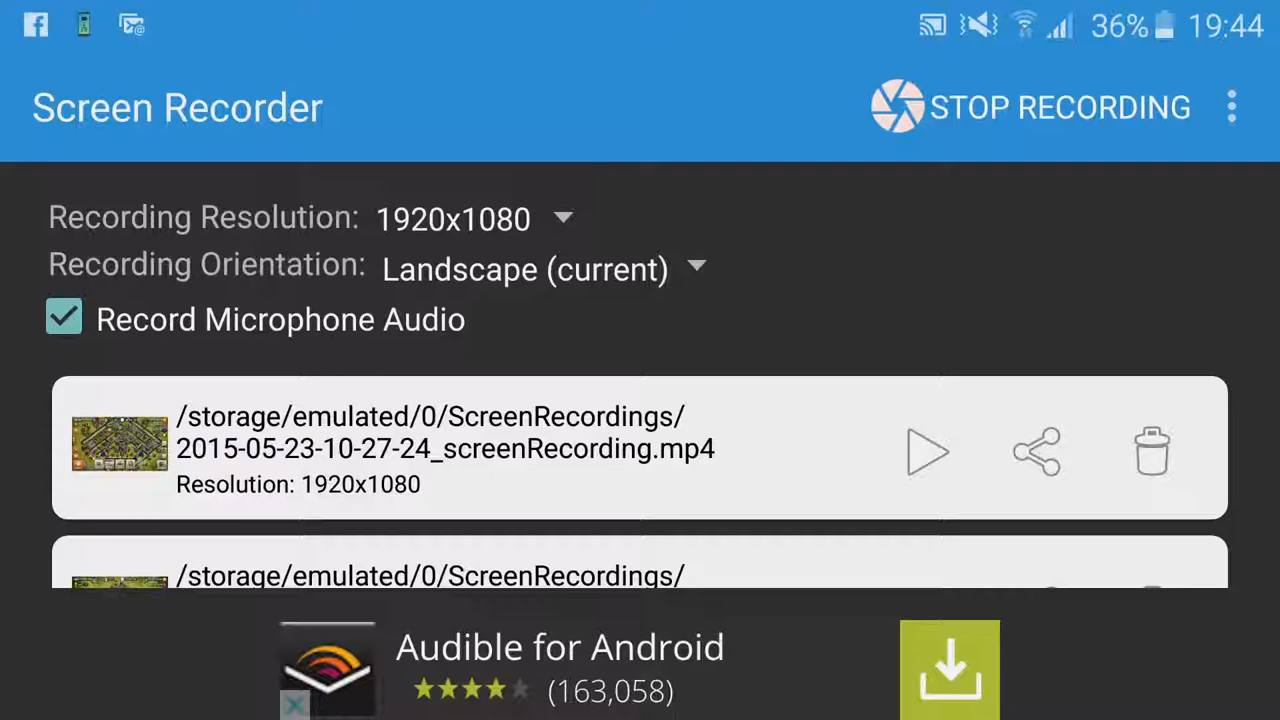 36% 19:44
Screen Recorder
STOP RECORDING
Recording Resolution: 1920x1080
Recording Orientation: Landscape (current)
Record Microphone Audio
/storage/emulated/0/ScreenRecordings/
2015-05-23-10-27-24_screenRecording.mp4
Resolution: 1920x1080
/storage/emulated/0/ScreenRecordings/
Audible for Android
(163,058)